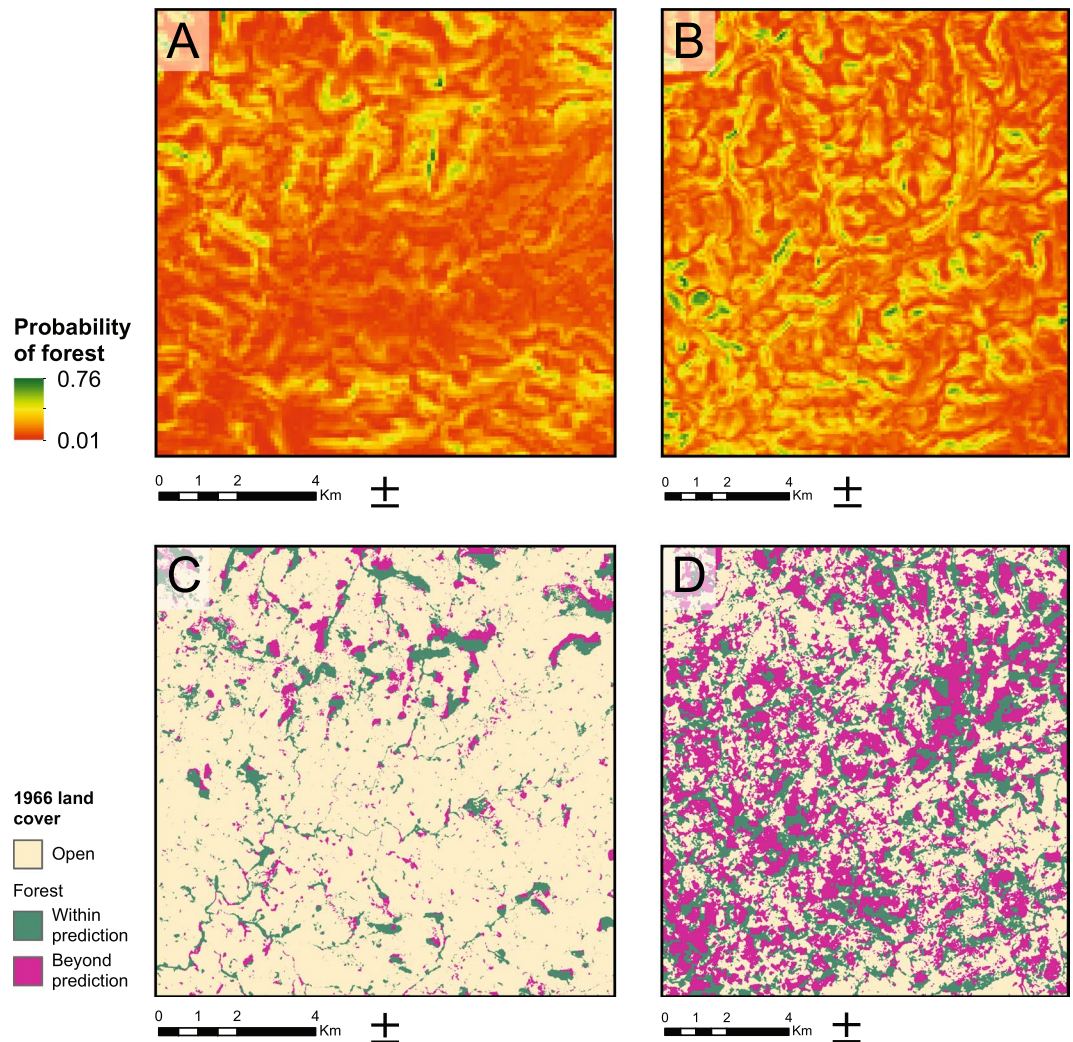 A
B
Probability
of forest
0.76
0.01
0 1 2 4
Km
0 1 2 4
Km
C
D
1966 land
cover
Open
Forest
Within
prediction
Beyond
prediction
0 1 2 4
Km
0 1 2 4
Km